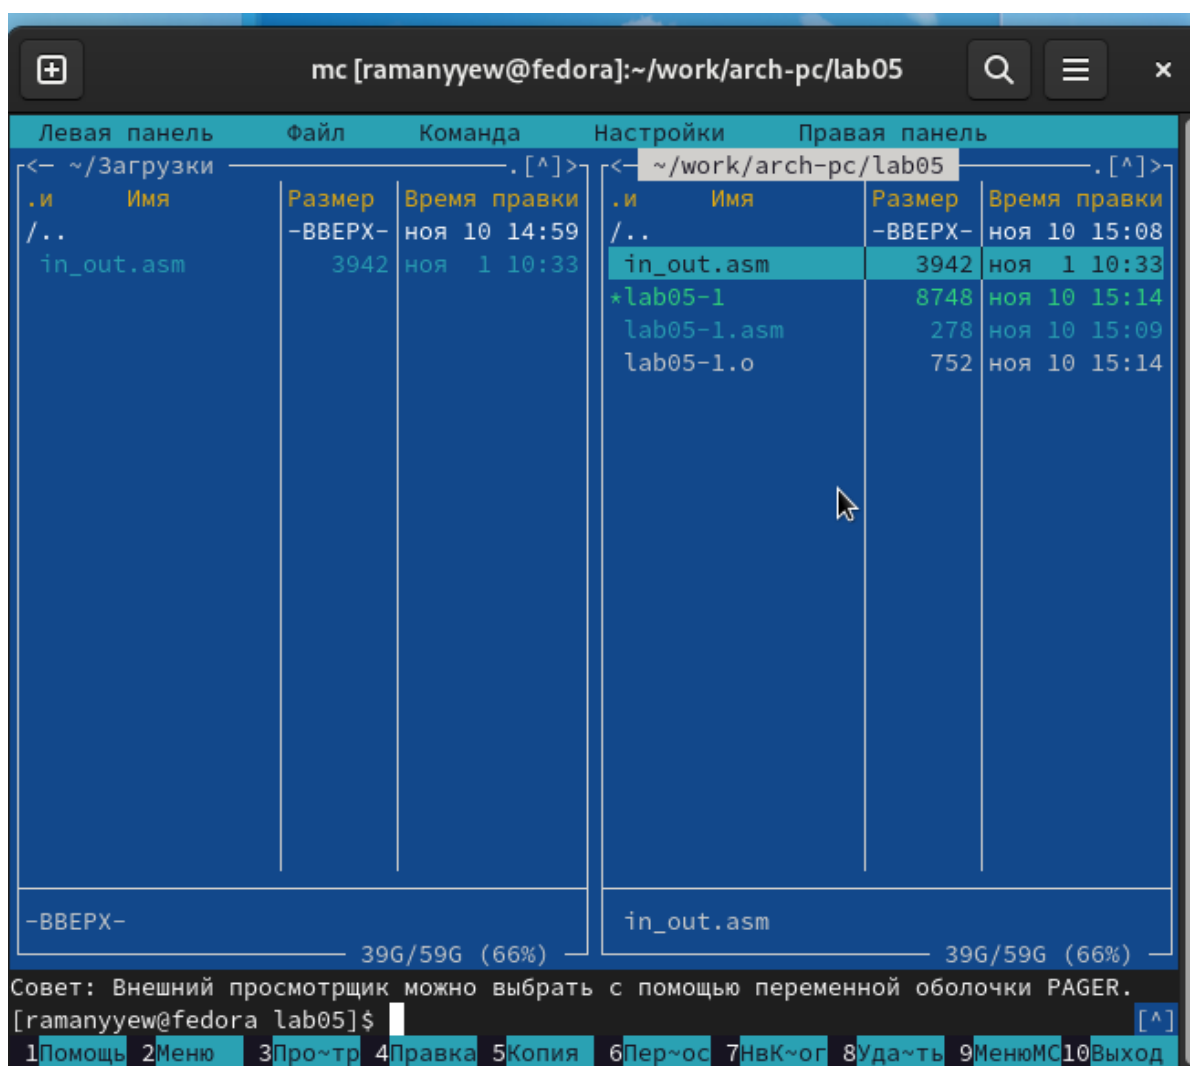 mc [ramanyyew@fedora]:~/work/arch-pc/lab05
Левая панель Файл Команда Настройки Правая панель
<— ~/Загрузки .[^]> <— ~/work/arch-pc/lab05 .[^]>
.и Имя Размер Время правки .и Имя Размер Время правки
/.. -ВВЕРХ- ноя 10 14:59 /.. -ВВЕРХ- ноя 10 15:08
in_out.asm 3942 ноя 1 10:33 in_out.asm 3942 ноя 1 10:33
*lab05-1 8748 ноя 10 15:14
lab05-1.asm 278 ноя 10 15:09
lab05-1.o 752 ноя 10 15:14
-ВВЕРХ- in_out.asm
39G/59G (66%) 39G/59G (66%)
Совет: Внешний просмотрщик можно выбрать с помощью переменной оболочки PAGER.
[ramanyyew@fedora lab05]$ [^]
1Помощь 2Меню 3Про~тр 4Правка 5Копия 6Пер~ос 7НвК~ог 8Уда~ть 9МенюМС 10Выход